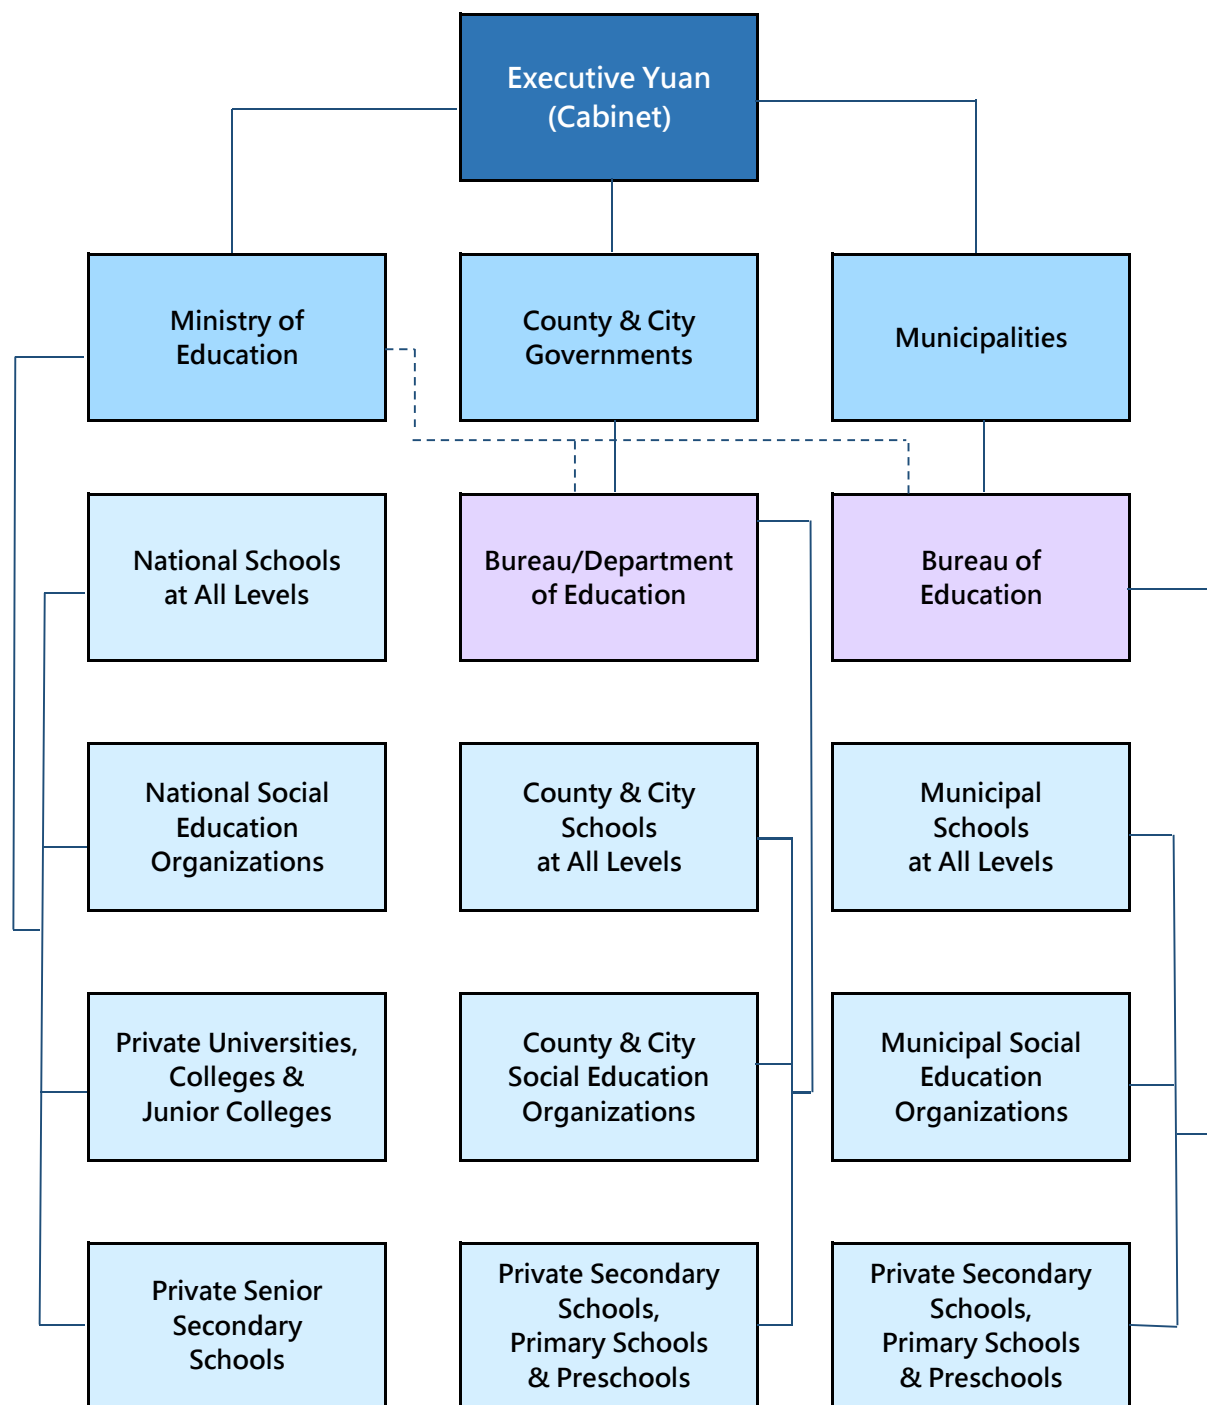 Executive Yuan
(Cabinet)
Ministry of
Education
County & City
Governments
Municipalities
National Schools
at All Levels
Bureau/Department
of Education
Bureau of
Education
National Social
Education
Organizations
County & City
Schools
at All Levels
Municipal
Schools
at All Levels
Private Universities,
Colleges &
Junior Colleges
County & City
Social Education
Organizations
Municipal Social
Education
Organizations
Private Senior
Secondary
Schools
Private Secondary
Schools,
Primary Schools
& Preschools
Private Secondary
Schools,
Primary Schools
& Preschools